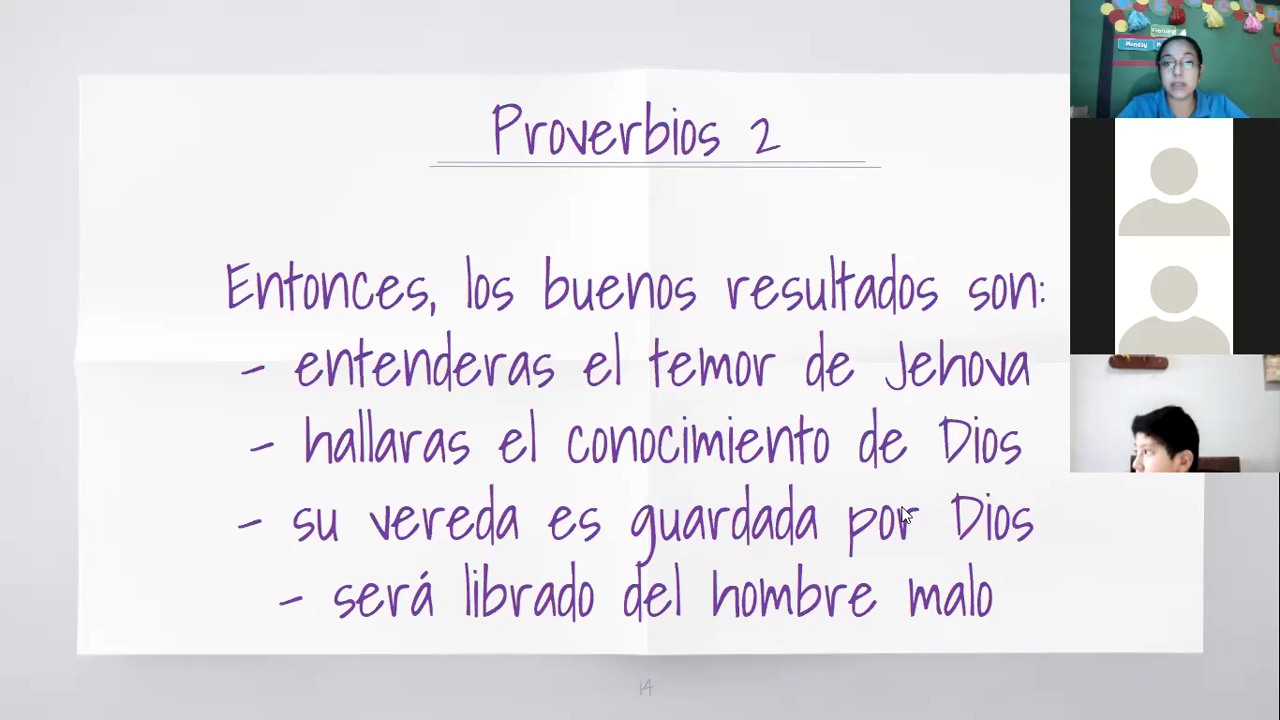 Proverbios 2
Entonces, los buenos resultados son:
- entenderas el temor de Jehova
- hallaras el conocimiento de Dios
- su vereda es guardada por Dios
- será librado del hombre malo
14
Monday